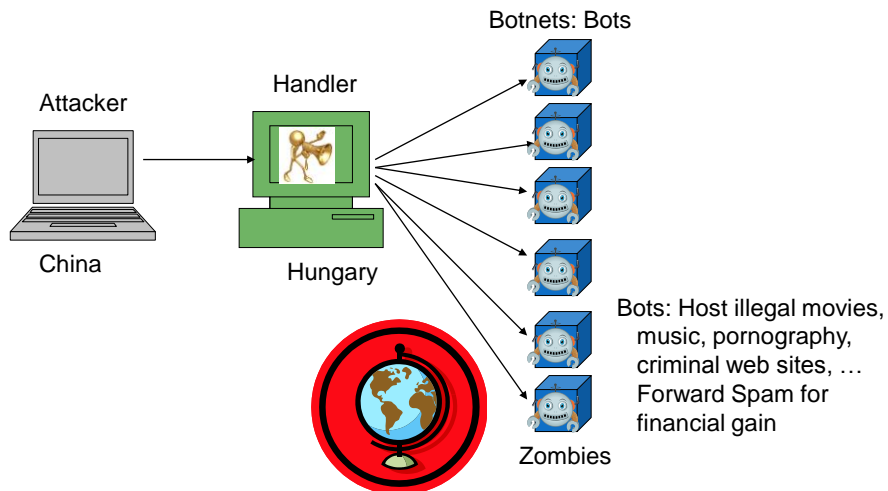 Botnets: Bots
Handler
Attacker
China
Hungary
Bots: Host illegal movies,
music, pornography,
criminal web sites, …
Forward Spam for
financial gain
Zombies